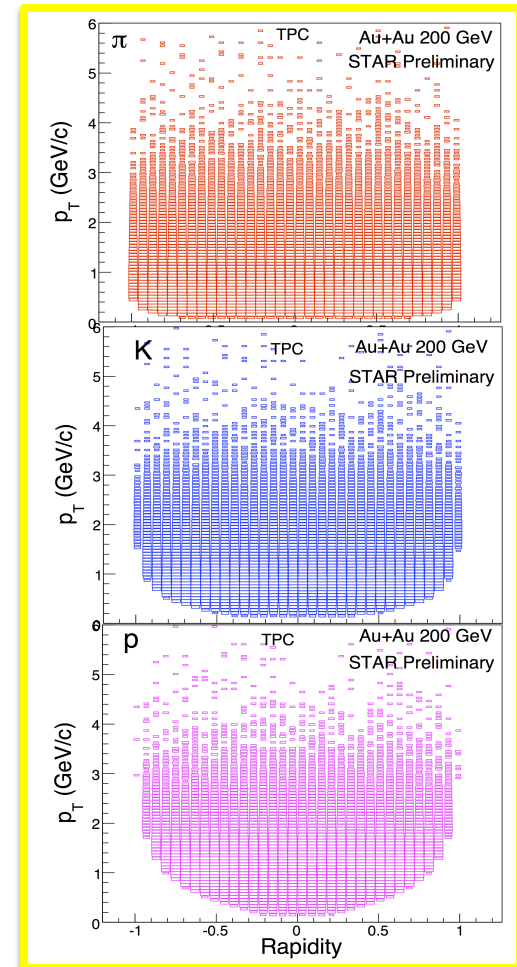 π
TPC
Au+Au 200 GeV
STAR Preliminary
6
5
4
3
2
1
0
p_T (GeV/c)
K
TPC
Au+Au 200 GeV
STAR Preliminary
6
5
4
3
2
1
p_T (GeV/c)
p
TPC
Au+Au 200 GeV
STAR Preliminary
5
4
3
2
1
0
p_T (GeV/c)
-1 -0.5 0 0.5 1
Rapidity